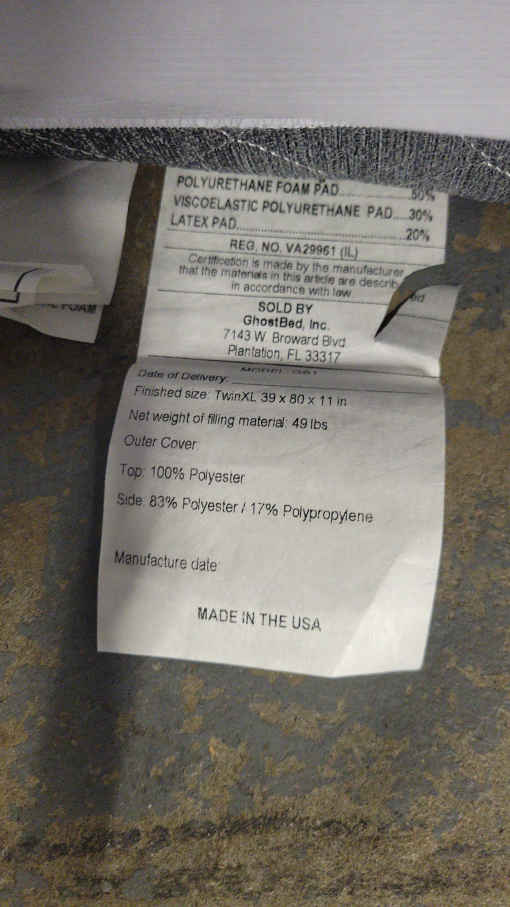 POLYURETHANE FOAM PAD..........50%
VISCOELASTIC POLYURETHANE PAD....30%
LATEX PAD..........20%
REG. NO. VA29961 (IL)
Certification is made by the manufacturer
that the materials in this article are describ ed
in accordance with law.
SOLD BY
GhostBed, Inc.
7143 W. Broward Blvd.
Plantation, FL 33317
Date of Delivery:
Finished size: TwinXL 39 x 80 x 11 in
Net weight of filling material: 49 lbs
Outer Cover:
Top: 100% Polyester
Side: 83% Polyester / 17% Polypropylene
Manufacture date:
MADE IN THE USA
FOAM